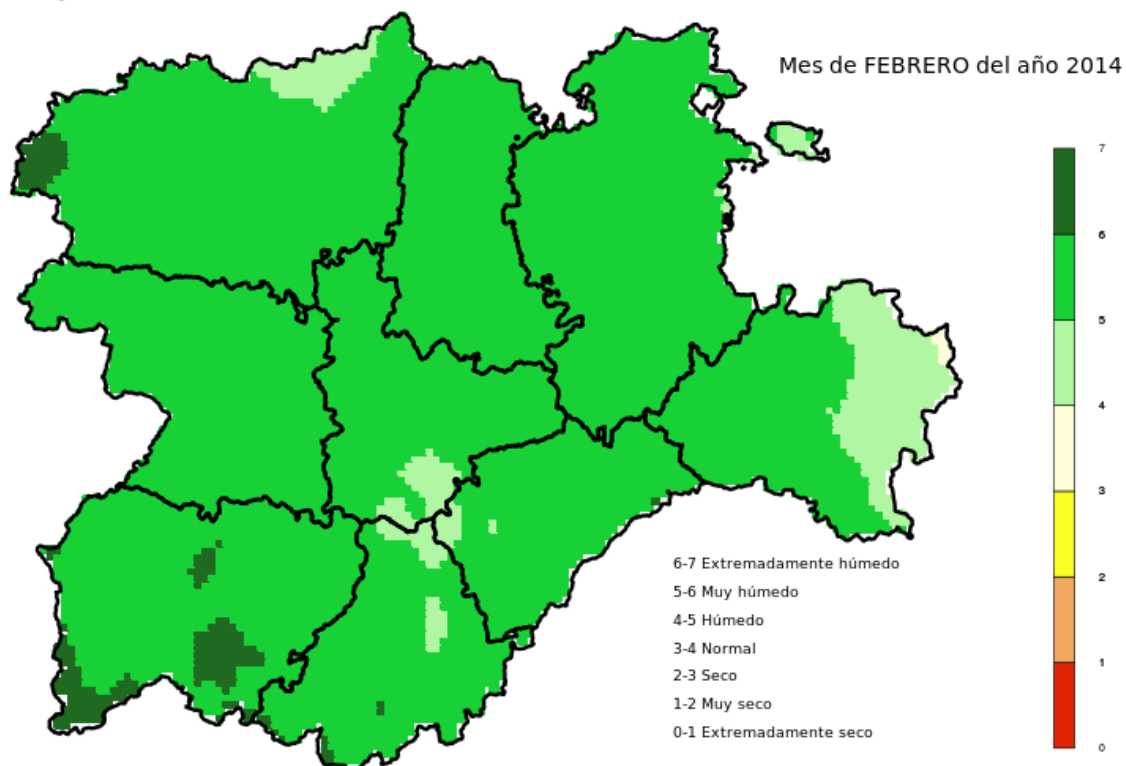 Mes de FEBRERO del año 2014
7
6
5
4
3
2
1
0
6-7 Extremadamente húmedo
5-6 Muy húmedo
4-5 Húmedo
3-4 Normal
2-3 Seco
1-2 Muy seco
0-1 Extremadamente seco